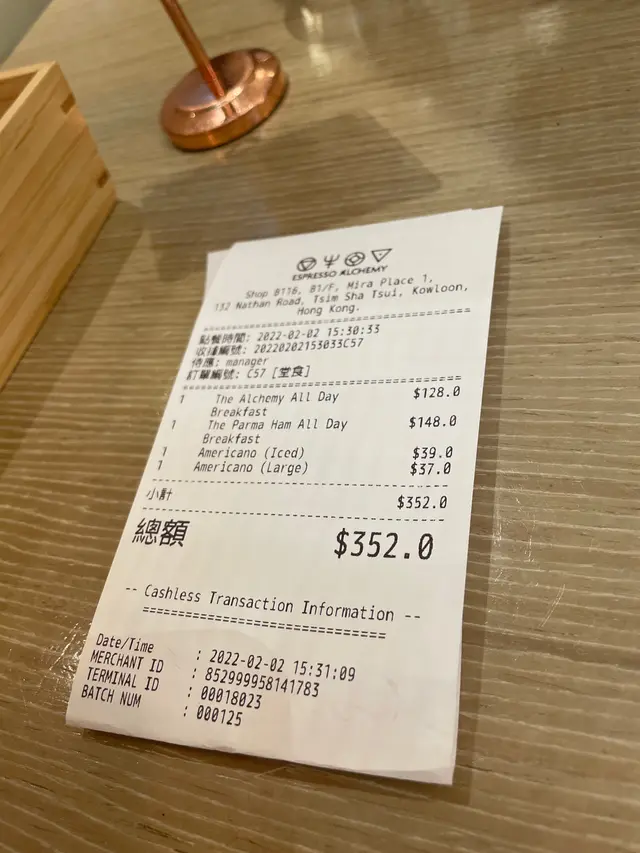 ESPRESSO ALCHEMY
Shop B116, B1/F, Mira Place 1,
132 Nathan Road, Tsim Sha Tsui, Kowloon,
Hong Kong.
點餐時間: 2022-02-02 15:30:33
收據編號: 20220202153033C57
侍應: manager
訂單編號: C57 [堂食]
1 The Alchemy All Day $128.0
Breakfast
1 The Parma Ham All Day $148.0
Breakfast
1 Americano (Iced) $39.0
1 Americano (Large) $37.0
小計 $352.0
總額 $352.0
-- Cashless Transaction Information --
Date/Time : 2022-02-02 15:31:09
MERCHANT ID : 852999958141783
TERMINAL ID : 00018023
BATCH NUM : 000125